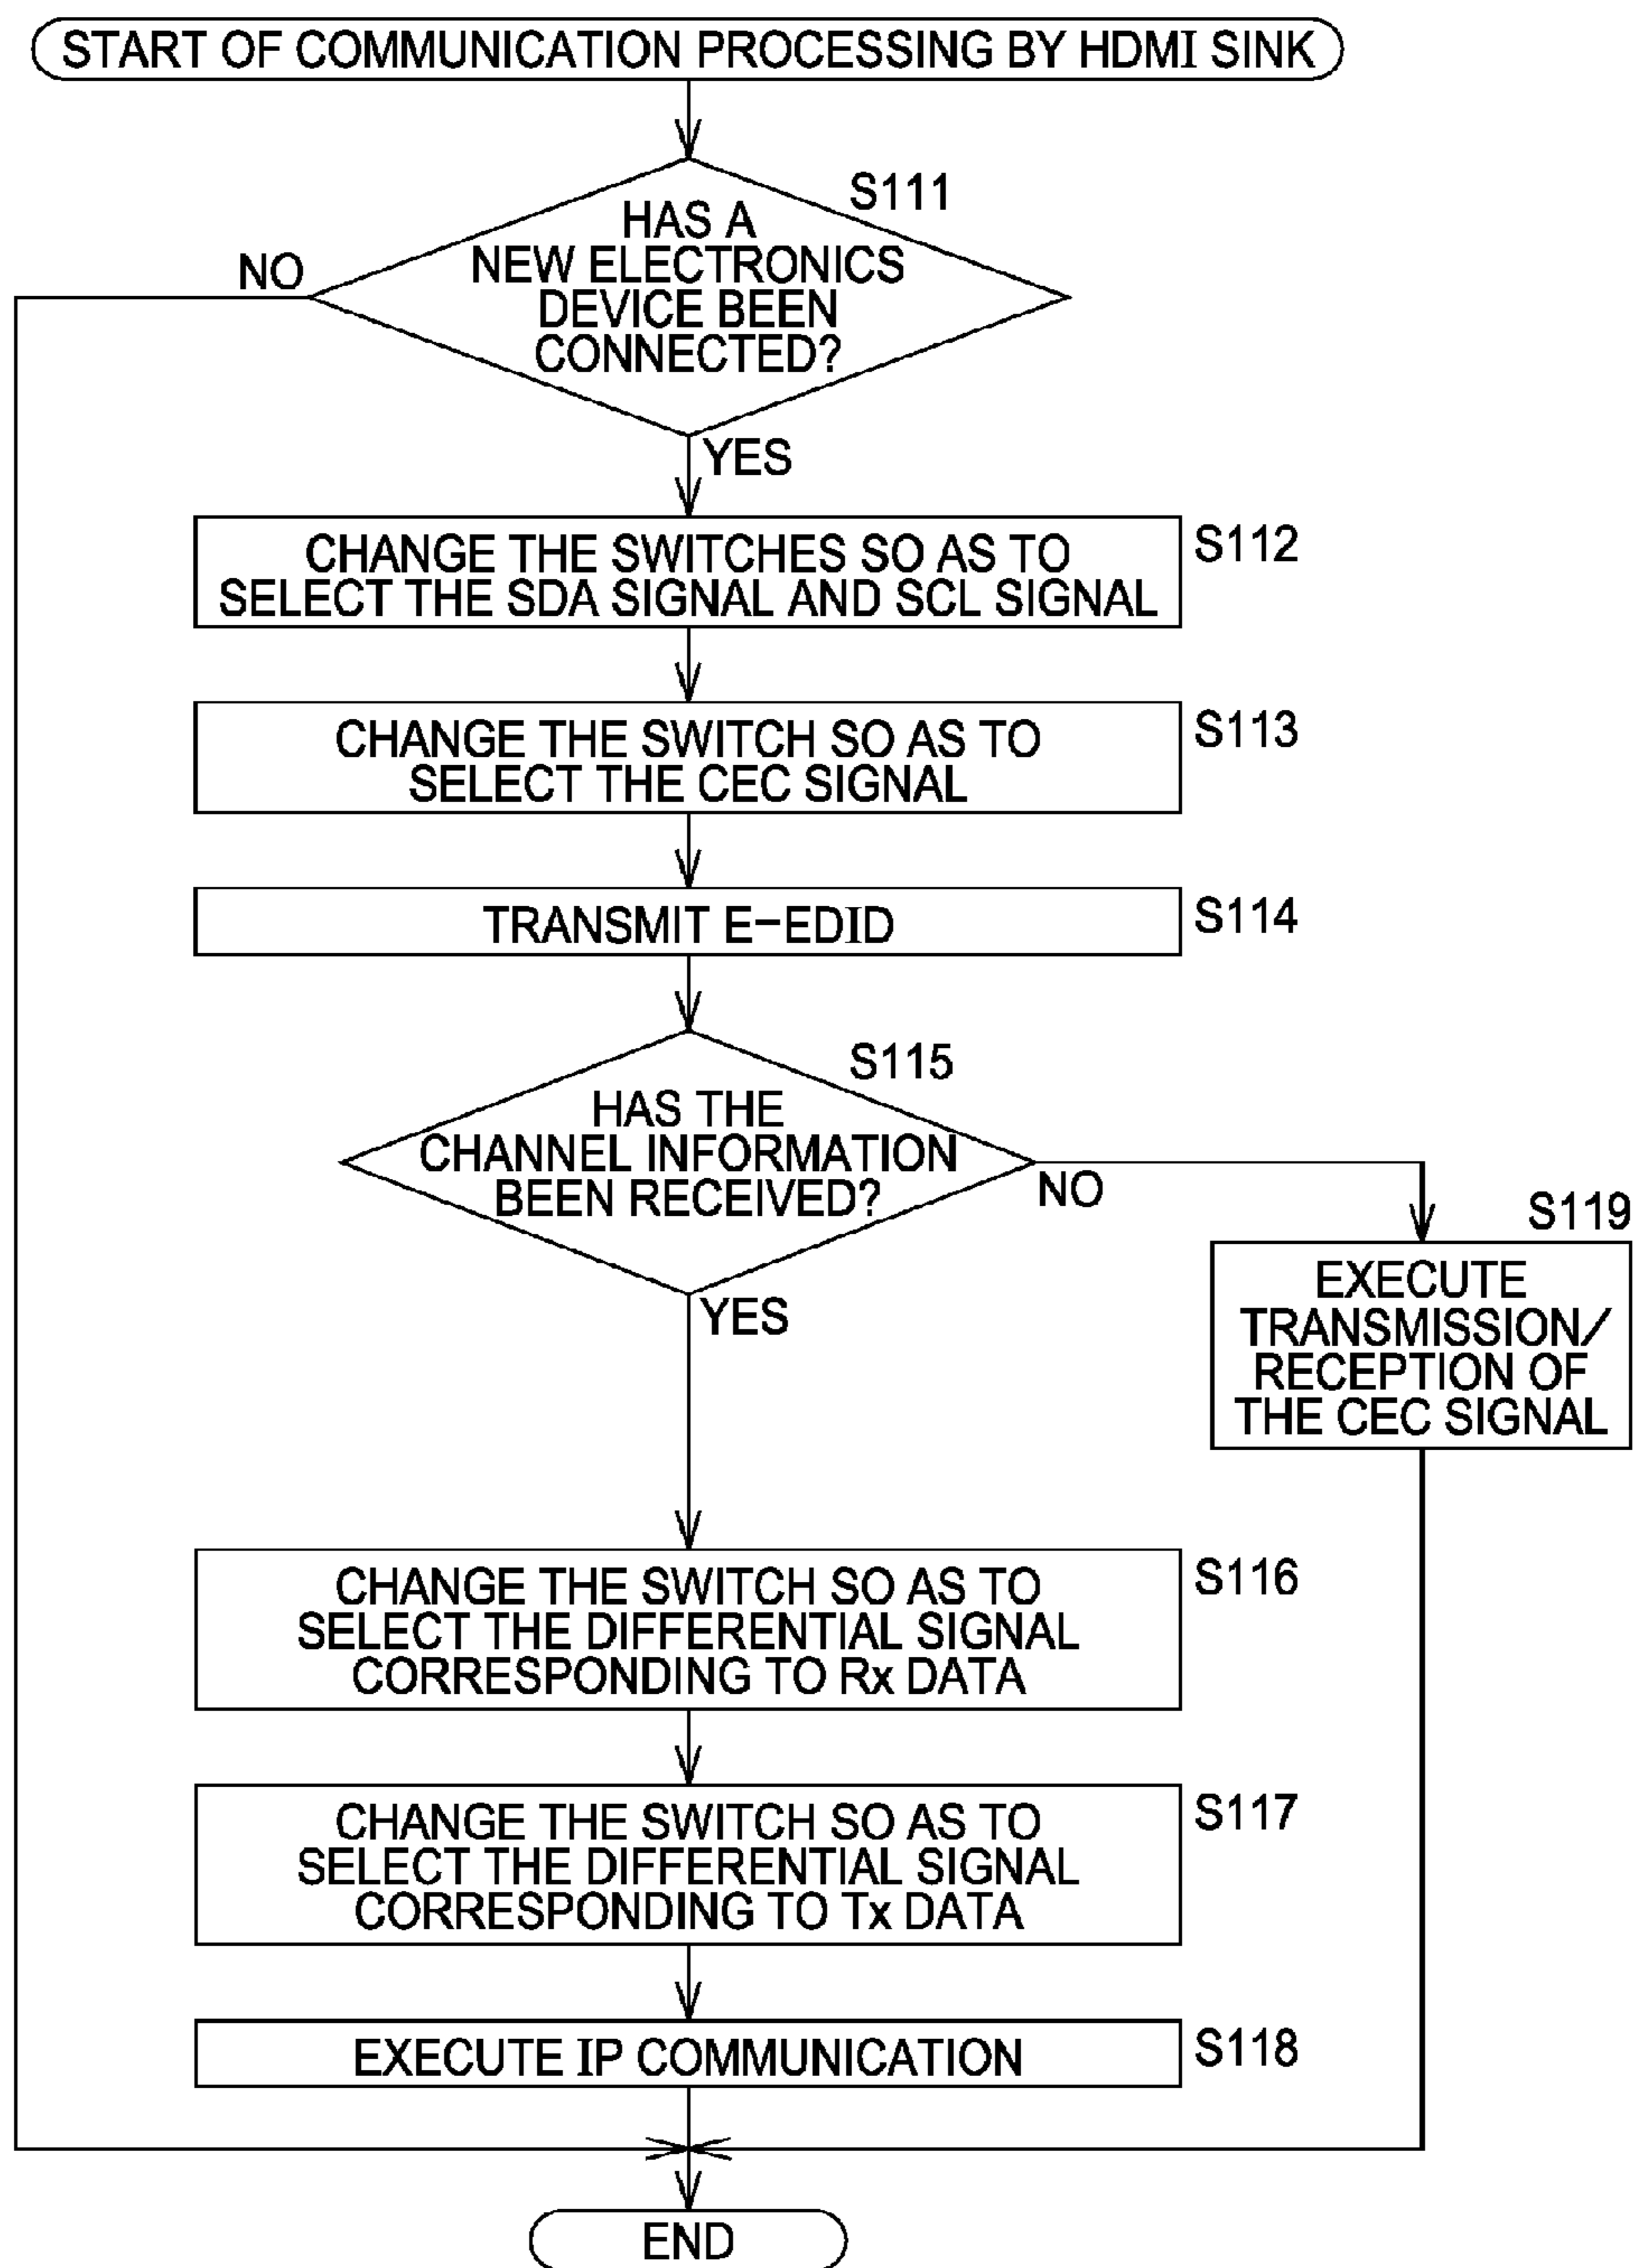 START OF COMMUNICATION PROCESSING BY HDMI SINK
S111
HAS A
NEW ELECTRONICS
DEVICE BEEN
CONNECTED?
NO
YES
CHANGE THE SWITCHES SO AS TO
SELECT THE SDA SIGNAL AND SCL SIGNAL
S112
CHANGE THE SWITCH SO AS TO
SELECT THE CEC SIGNAL
S113
TRANSMIT E-EDID
S114
S115
HAS THE
CHANNEL INFORMATION
BEEN RECEIVED?
NO
YES
S119
EXECUTE
TRANSMISSION/
RECEPTION OF
THE CEC SIGNAL
CHANGE THE SWITCH SO AS TO
SELECT THE DIFFERENTIAL SIGNAL
CORRESPONDING TO Rx DATA
S116
CHANGE THE SWITCH SO AS TO
SELECT THE DIFFERENTIAL SIGNAL
CORRESPONDING TO Tx DATA
S117
EXECUTE IP COMMUNICATION
S118
END